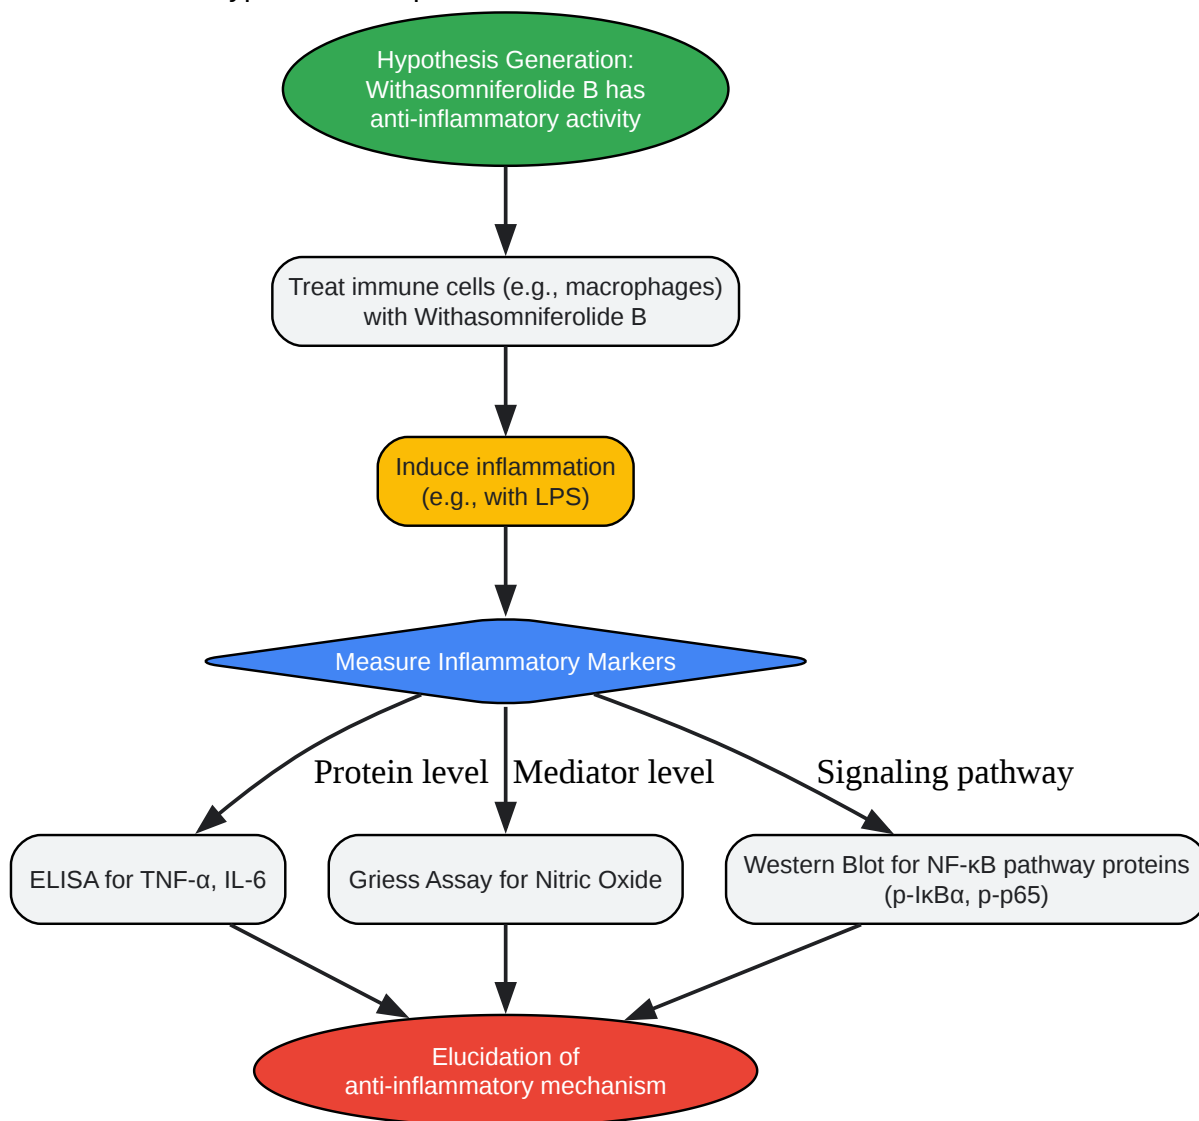 Hypothesis Generation:
Withasomniferolide B has
anti-inflammatory activity
Treat immune cells (e.g., macrophages)
with Withasomniferolide B
Induce inflammation
(e.g., with LPS)
Measure Inflammatory Markers
Protein level
Mediator level
Signaling pathway
ELISA for TNF-α, IL-6
Griess Assay for Nitric Oxide
Western Blot for NF-κB pathway proteins
(p-IκBα, p-p65)
Elucidation of
anti-inflammatory mechanism